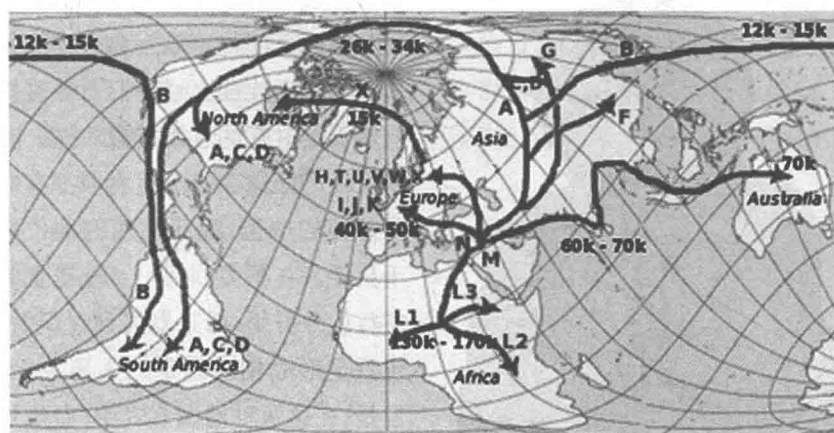 12k - 15k
26k - 34k
12k - 15k
G
B
B
X
A
North America
15k
Asia
F
A,C,D
H,T,U,V,W
Europe
70k
I,J,K
Australia
40k - 50k
N
60k - 70k
M
B
L3
L1
130k - 170k
L2
A,C,D
South America
Africa